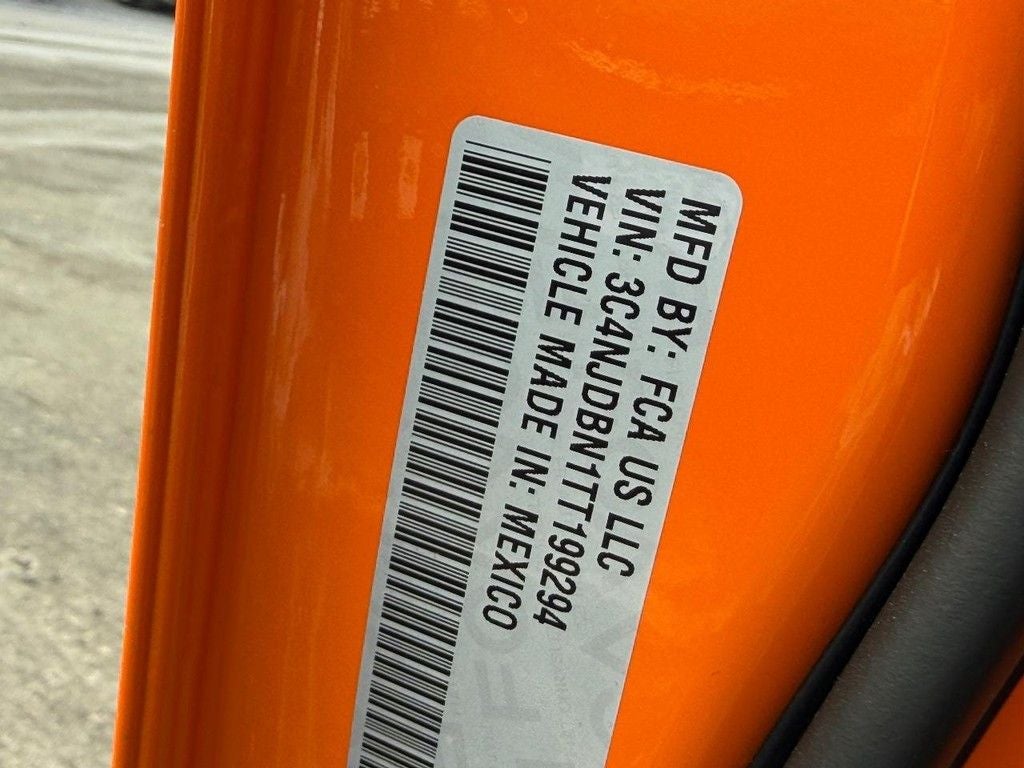 MFD BY: FCA US LLC
VIN: 3C4NJDBN1TT199294
VEHICLE MADE IN: MEXICO